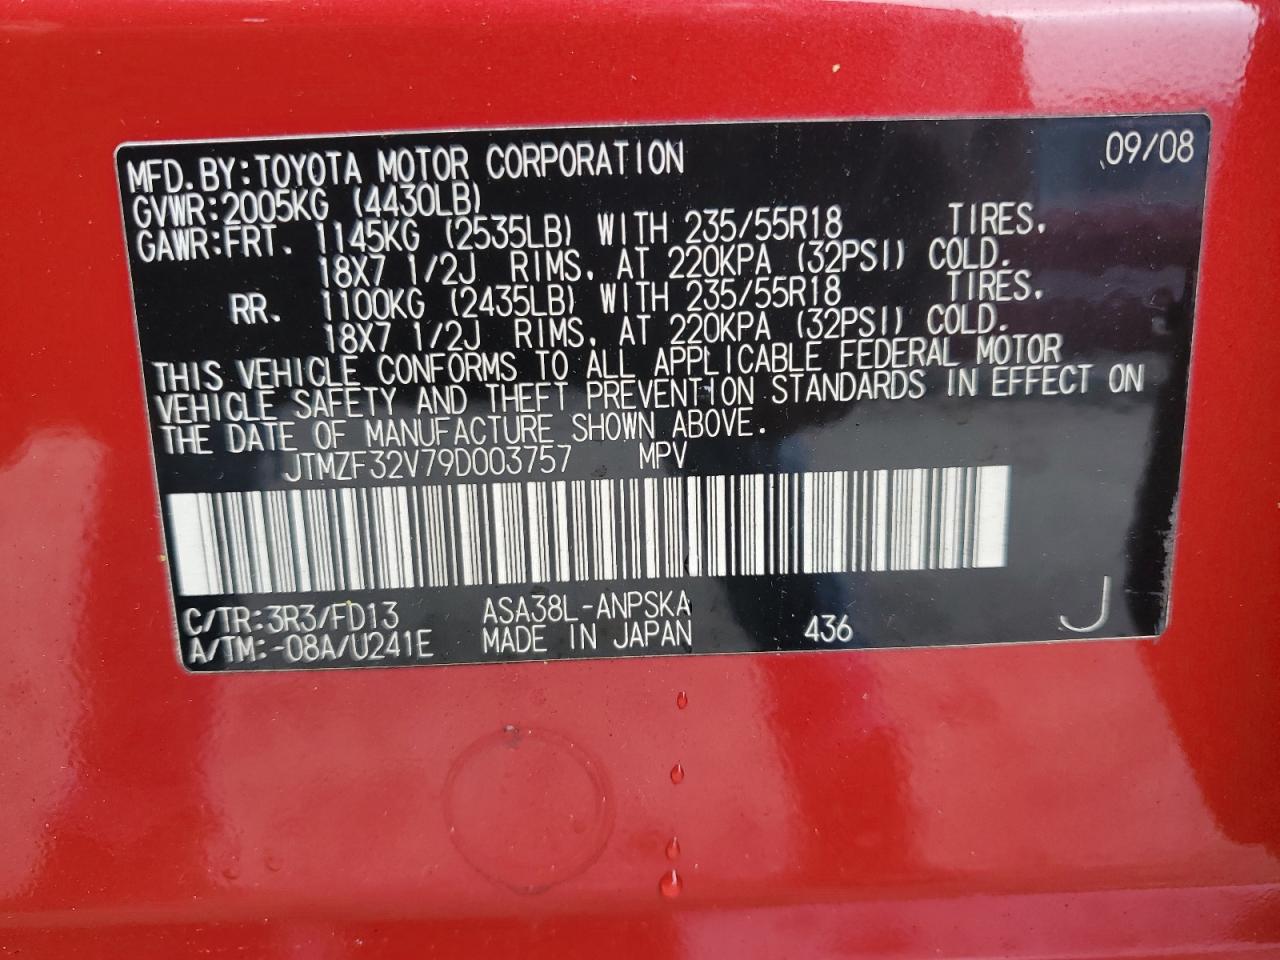 09/08
MFD. BY: TOYOTA MOTOR CORPORATION
GVWR: 2005KG (4430LB)
GAWR: FRT. 1145KG (2535LB) WITH 235/55R18 TIRES.
18X7 1/2J RIMS, AT 220KPA (32PSI) COLD.
RR. 1100KG (2435LB) WITH 235/55R18 TIRES,
18X7 1/2J RIMS, AT 220KPA (32PSI) COLD.
THIS VEHICLE CONFORMS TO ALL APPLICABLE FEDERAL MOTOR
VEHICLE SAFETY AND THEFT PREVENTION STANDARDS IN EFFECT ON
THE DATE OF MANUFACTURE SHOWN ABOVE.
JTMZF32V79D003757 MPV
C/TR: 3R3/FD13 ASA38L-ANPSKA
A/TM: -08A/U241E MADE IN JAPAN 436 J